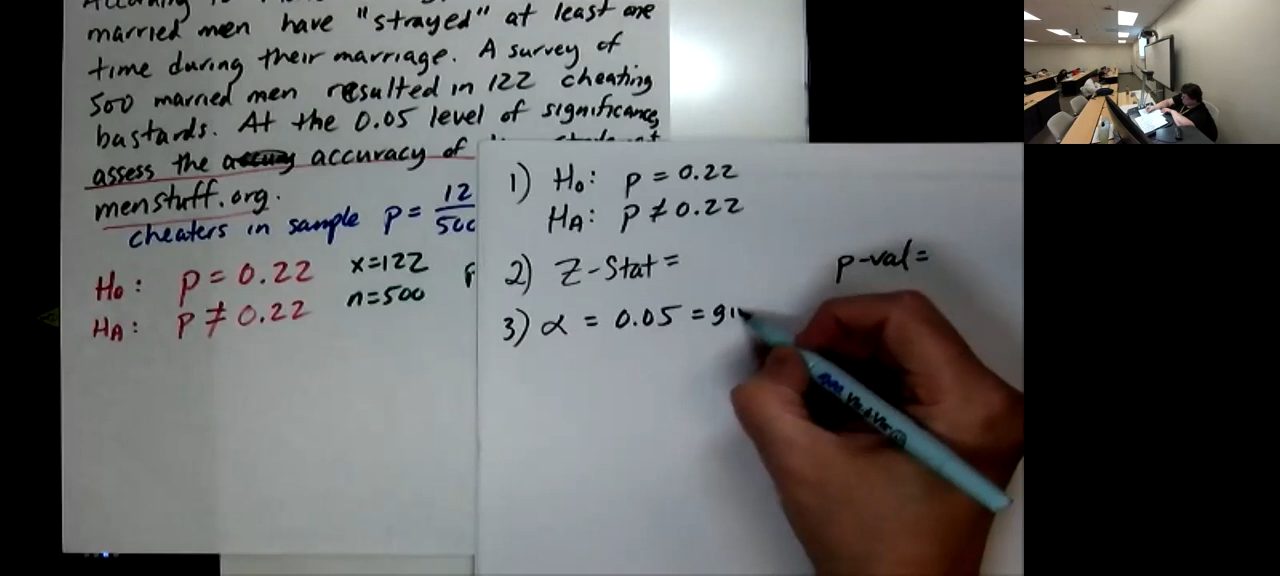 married men have "strayed" at least one
time during their marriage. A survey of
500 married men resulted in 122 cheating
bastards. At the 0.05 level of significance,
assess the accuracy of
menstuff.org.
cheaters in sample p = 12/500
H₀: p = 0.22 x=122
Hₐ: p ≠ 0.22 n=500
1) H₀: p = 0.22
Hₐ: p ≠ 0.22
2) Z-Stat = p-val=
3) α = 0.05 = gi